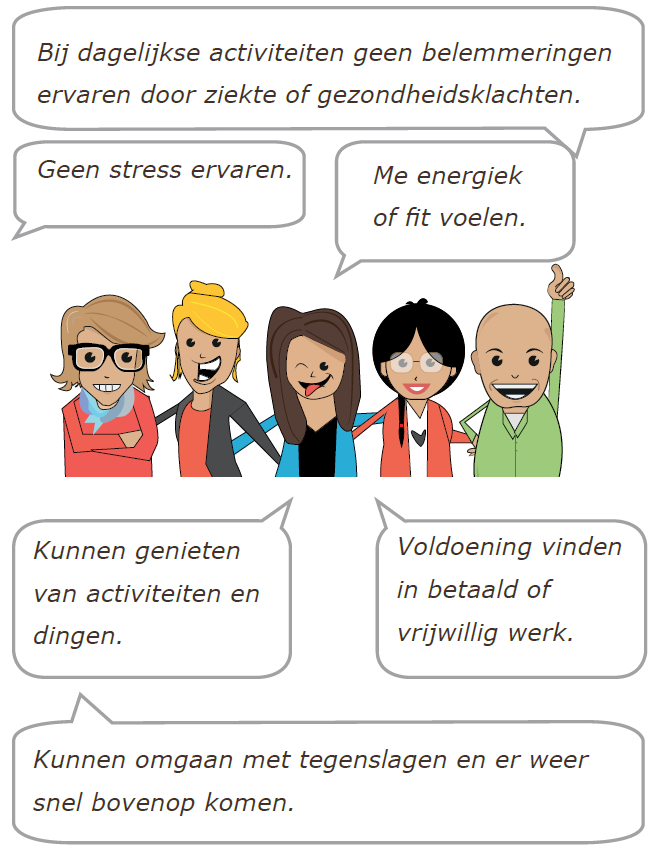 Bij dagelijkse activiteiten geen belemmeringen
ervaren door ziekte of gezondheidsklachten.
Geen stress ervaren.
Me energiek
of fit voelen.
Kunnen genieten
van activiteiten en
dingen.
Voldoening vinden
in betaald of
vrijwillig werk.
Kunnen omgaan met tegenslagen en er weer
snel bovenop komen.